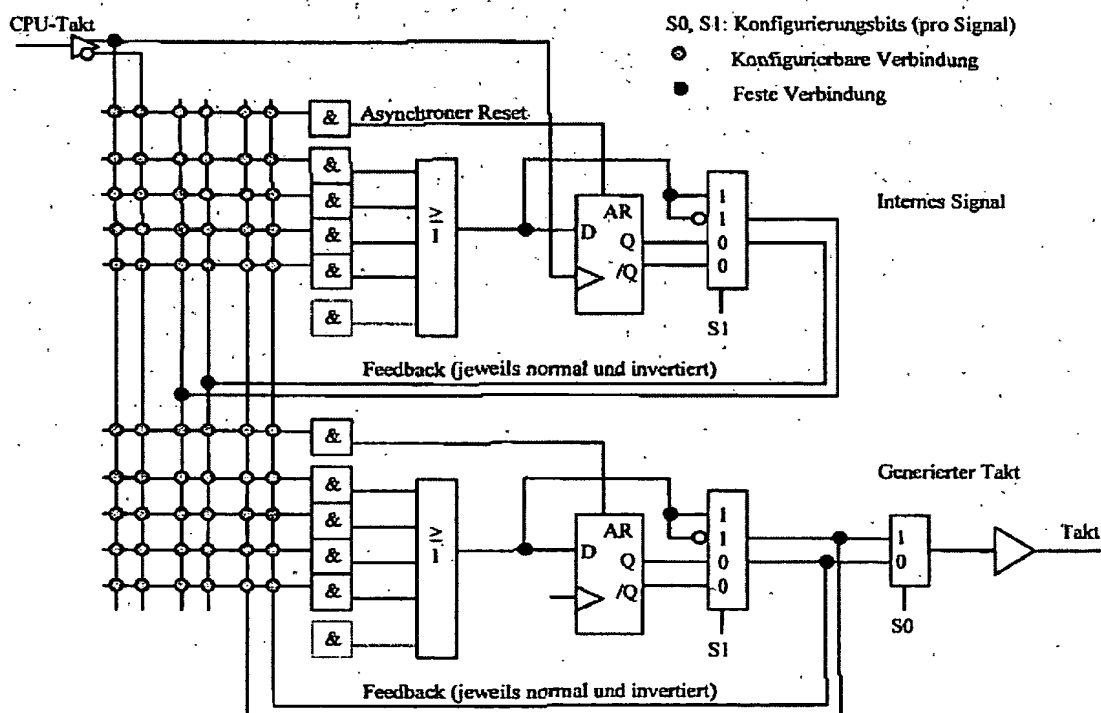 CPU-Takt
S0, S1: Konfigurierungsbits (pro Signal)
Konfigurierbare Verbindung
Feste Verbindung
&
Asynchroner Reset
&
&
&
&
&
≥
1
AR
D
Q
/Q
1
1
0
0
S1
Internes Signal
Feedback (jeweils normal und invertiert)
&
&
&
&
&
&
≥
1
AR
D
Q
/Q
1
1
0
0
S1
Generierter Takt
1
0
S0
Takt
Feedback (jeweils normal und invertiert)